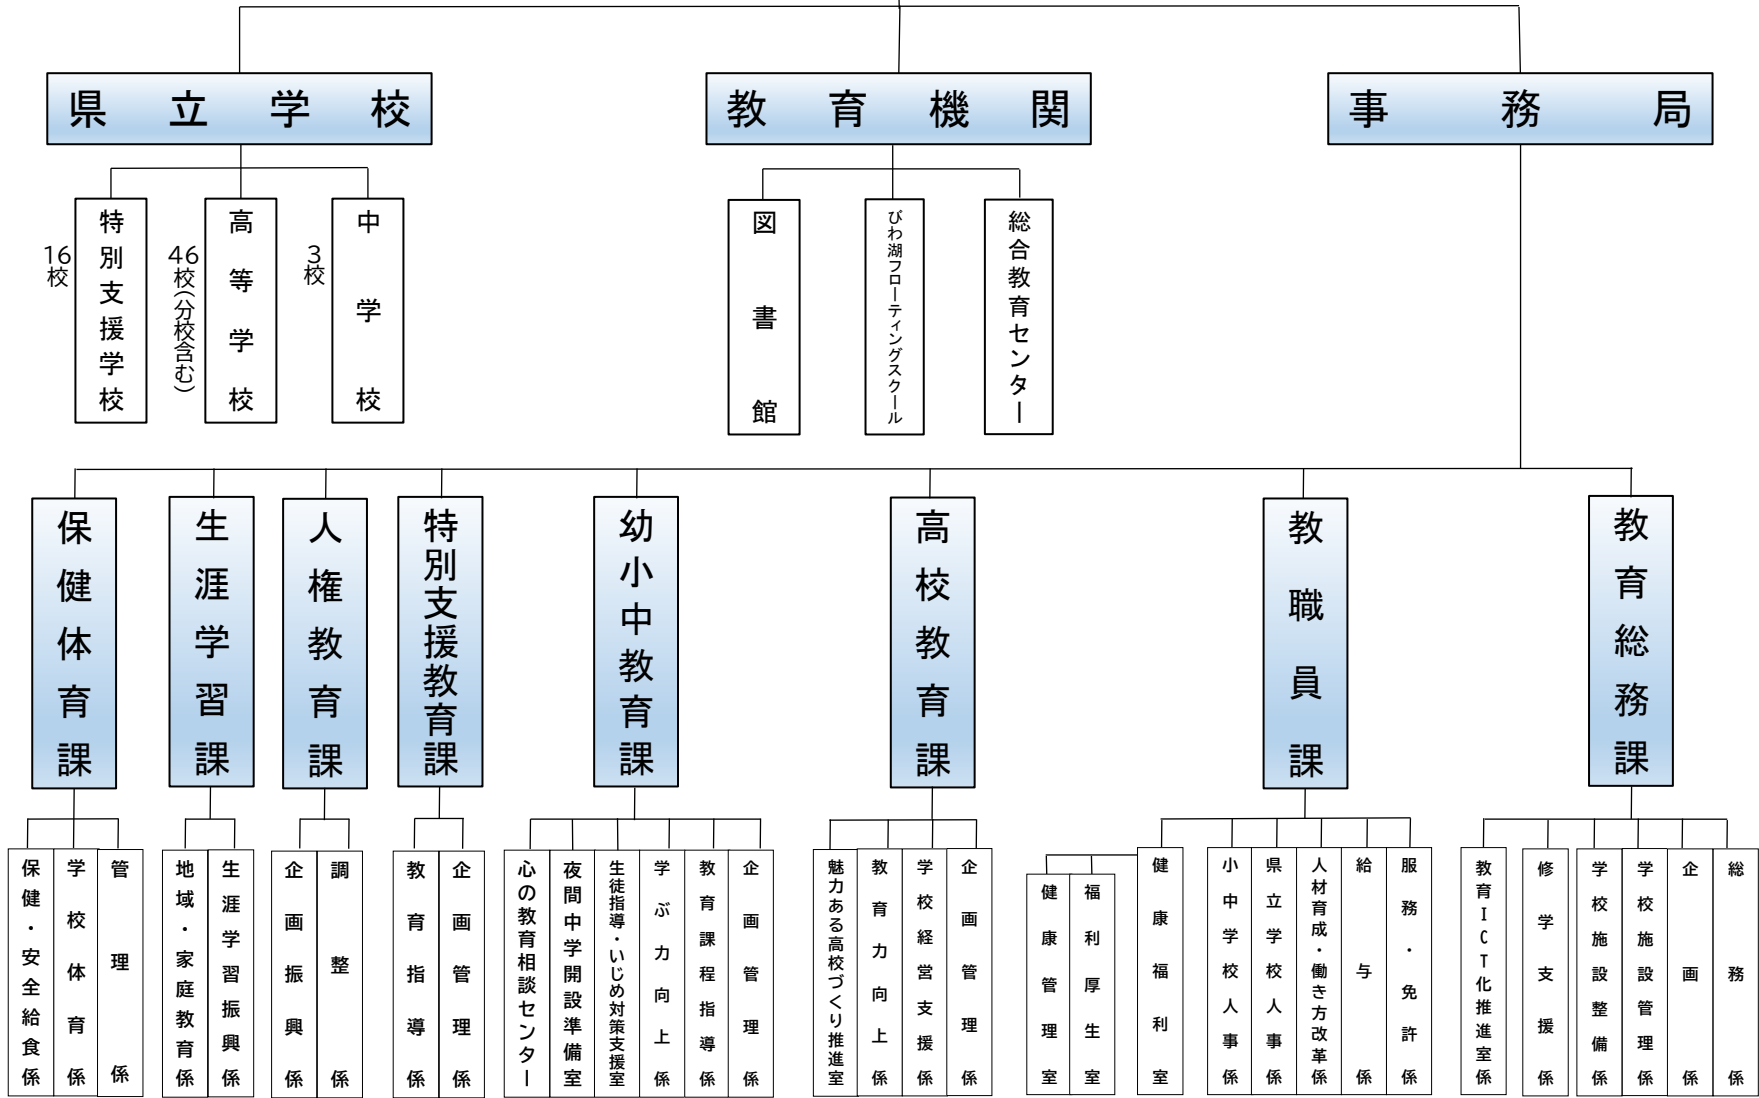 県立学校
教育機関
事務局
特別支援学校
16校
高等学校
46校(分校含む)
中学校
3校
図書館
びわ湖フローティングスクール
総合教育センター
保健体育課
生涯学習課
人権教育課
特別支援教育課
幼小中教育課
高校教育課
教職員課
教育総務課
保健・安全給食係
学校体育係
管理係
地域・家庭教育係
生涯学習振興係
企画振興係
調整係
教育指導係
企画管理係
心の教育相談センター
夜間中学開設準備室
生徒指導・いじめ対策支援室
学ぶ力向上係
教育課程指導係
企画管理係
魅力ある高校づくり推進室
教育力向上係
学校経営支援係
企画管理係
健康管理室
福利厚生室
健康福利室
小中学校人事係
県立学校人事係
人材育成・働き方改革係
給与係
服務・免許係
教育ICT化推進室係
修学支援係
学校施設整備係
学校施設管理係
企画係
総務係